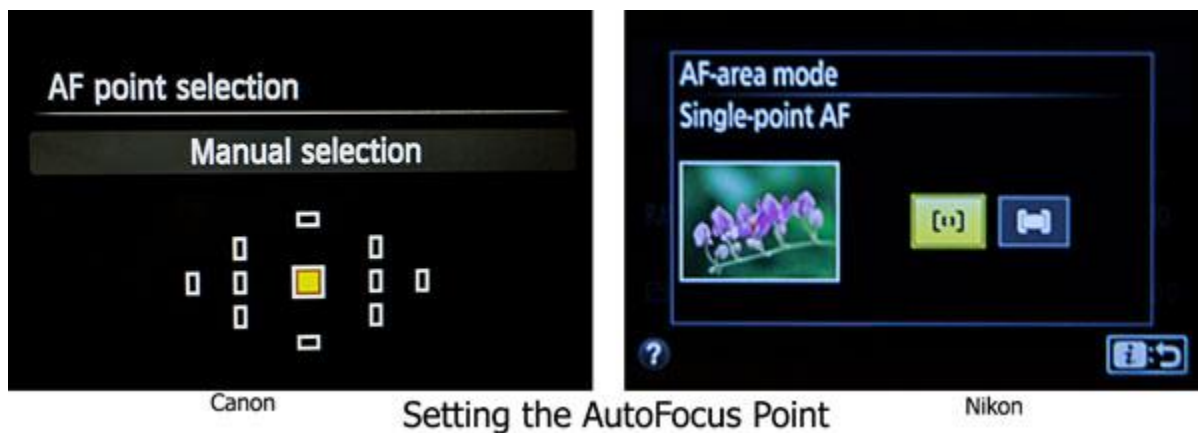 AF point selection
Manual selection
AF-area mode
Single-point AF
?
i:
Canon
Setting the AutoFocus Point
Nikon